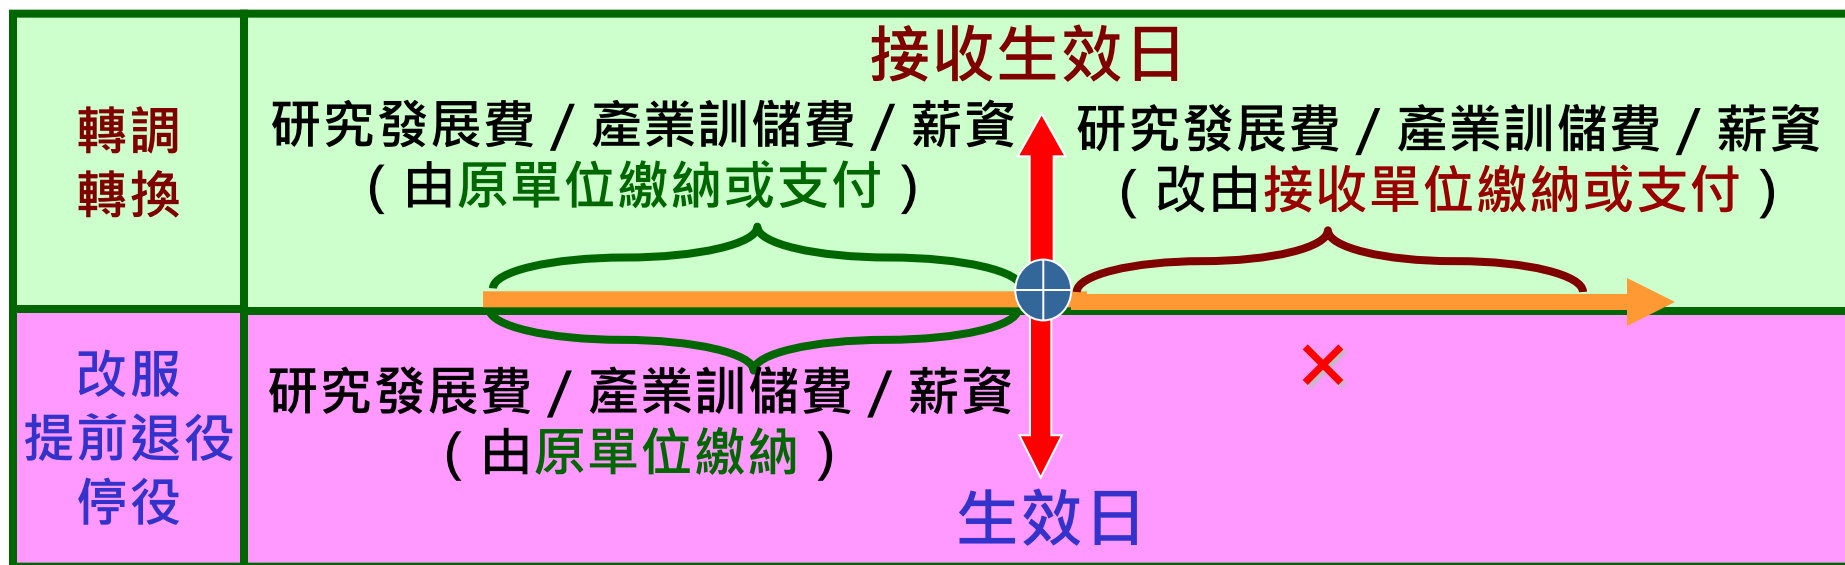 轉調
轉換
接收生效日
研究發展費/產業訓儲費/薪資
(由原單位繳納或支付)
研究發展費/產業訓儲費/薪資
(改由接收單位繳納或支付)
改服
提前退役
停役
研究發展費/產業訓儲費/薪資
(由原單位繳納)
×
生效日